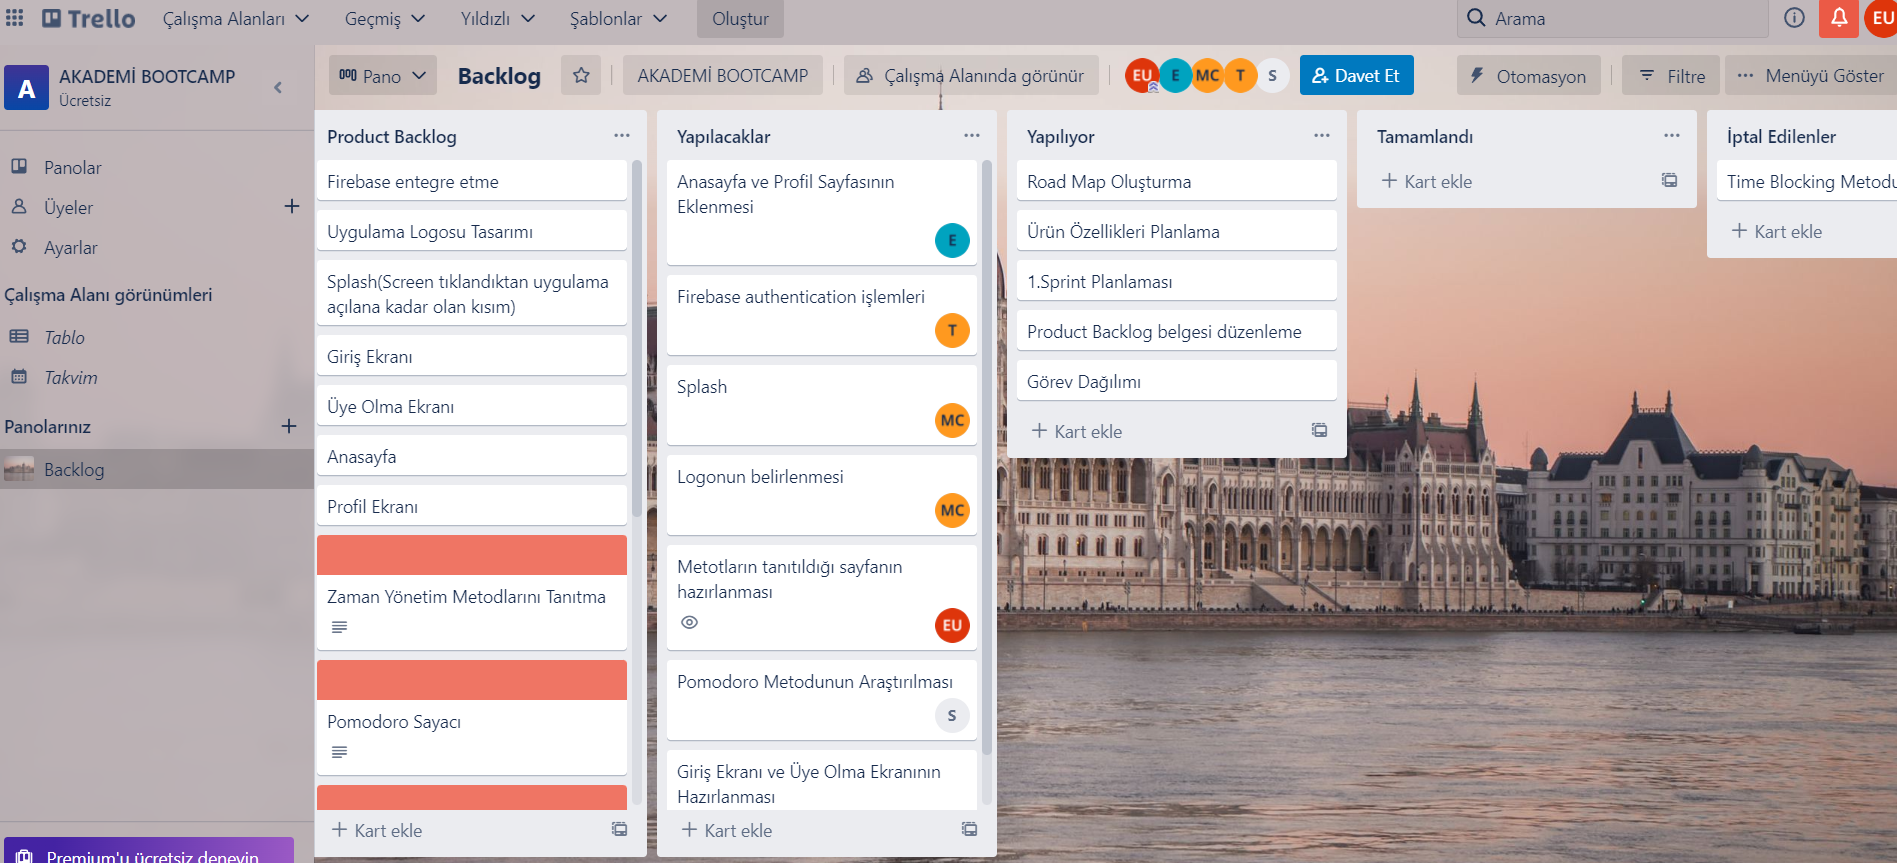 Trello
Çalışma Alanları
Geçmiş
Yıldızlı
Şablonlar
Oluştur
Arama
EU
A
AKADEMİ BOOTCAMP
Ücretsiz
Pano
Backlog
AKADEMİ BOOTCAMP
Çalışma Alanında görünür
EU
E
MC
T
S
Davet Et
Otomasyon
Filtre
Menüyü Göster
Panolar
Üyeler
Ayarlar
Çalışma Alanı görünümleri
Tablo
Takvim
Panolarınız
Backlog
Premium'u ücretsiz deneyin
Product Backlog
Firebase entegre etme
Uygulama Logosu Tasarımı
Splash(Screen tıklandıktan uygulama
açılana kadar olan kısım)
Giriş Ekranı
Üye Olma Ekranı
Anasayfa
Profil Ekranı
Zaman Yönetim Metodlarını Tanıtma
Pomodoro Sayacı
Kart ekle
Yapılacaklar
Anasayfa ve Profil Sayfasının
Eklenmesi
E
Firebase authentication işlemleri
T
Splash
MC
Logonun belirlenmesi
MC
Metotların tanıtıldığı sayfanın
hazırlanması
EU
Pomodoro Metodunun Araştırılması
S
Giriş Ekranı ve Üye Olma Ekranının
Hazırlanması
Kart ekle
Yapılıyor
Road Map Oluşturma
Ürün Özellikleri Planlama
1.Sprint Planlaması
Product Backlog belgesi düzenleme
Görev Dağılımı
Kart ekle
Tamamlandı
Kart ekle
İptal Edilenler
Time Blocking Metodu
Kart ekle